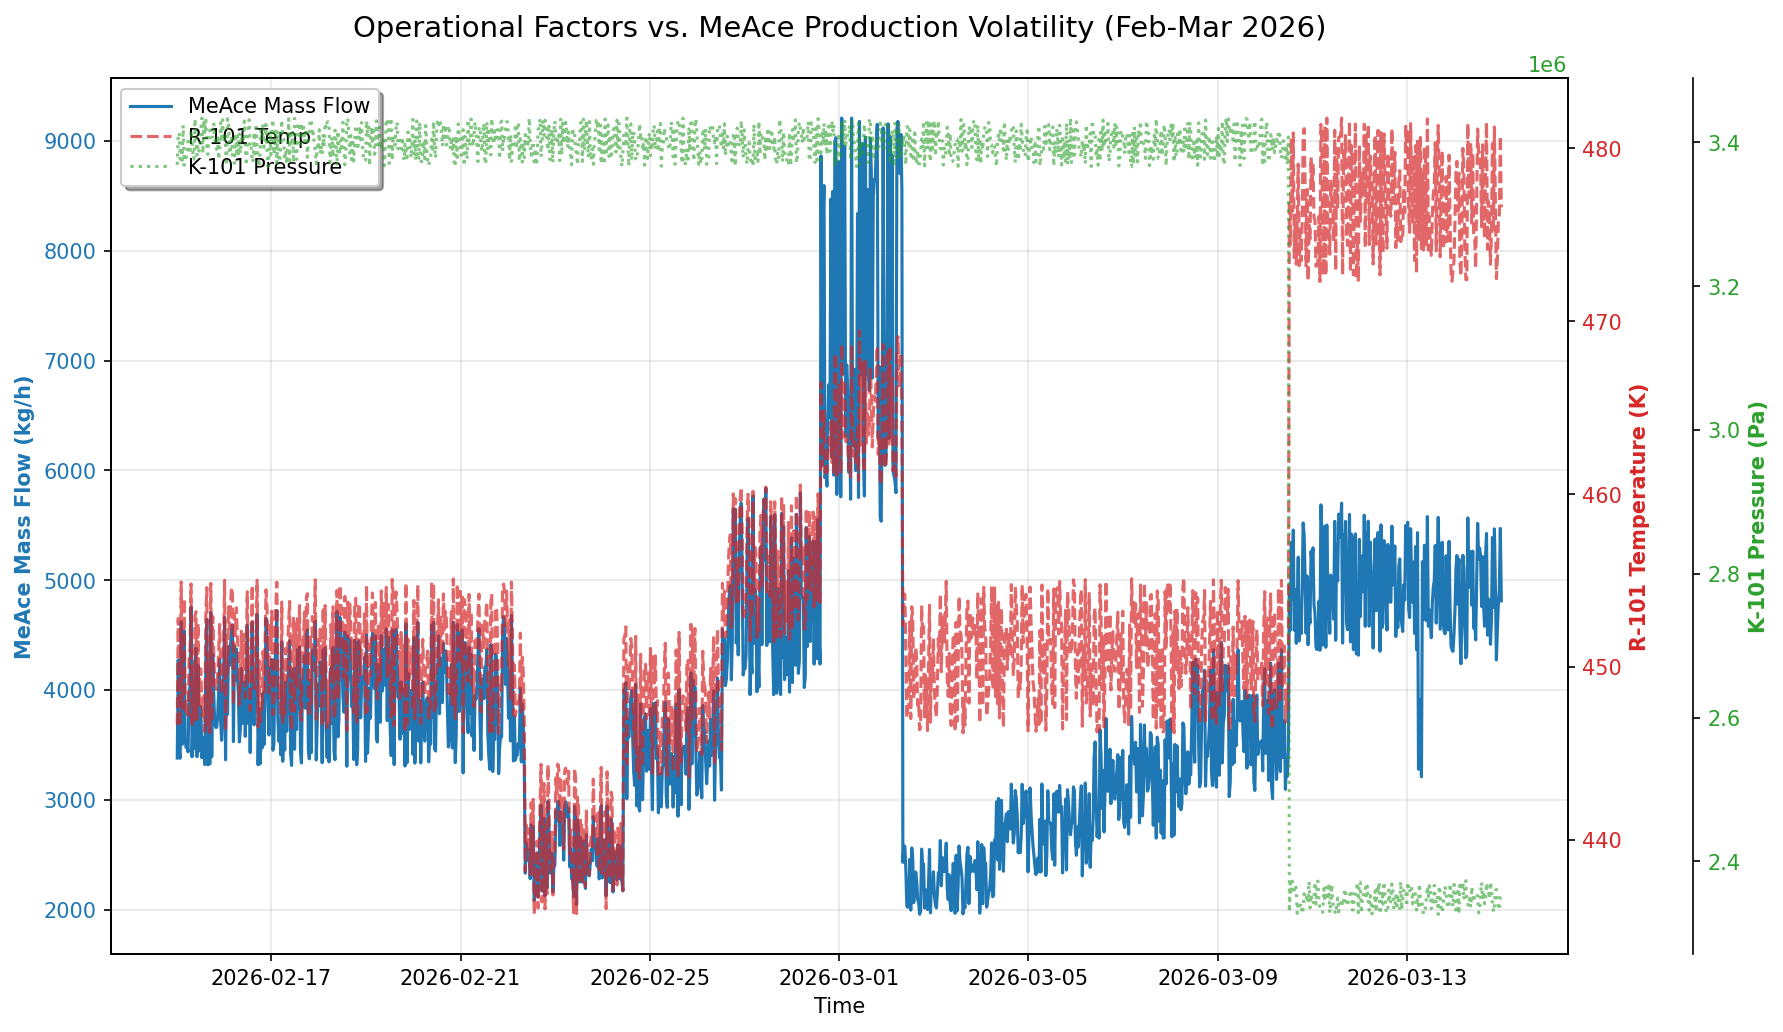 Operational Factors vs. MeAce Production Volatility (Feb-Mar 2026)
1e6
MeAce Mass Flow
R-101 Temp
K-101 Pressure
MeAce Mass Flow (kg/h)
9000
8000
7000
6000
5000
4000
3000
2000
480
470
460
450
440
R-101 Temperature (K)
3.4
3.2
3.0
2.8
2.6
2.4
K-101 Pressure (Pa)
2026-02-17
2026-02-21
2026-02-25
2026-03-01
2026-03-05
2026-03-09
2026-03-13
Time